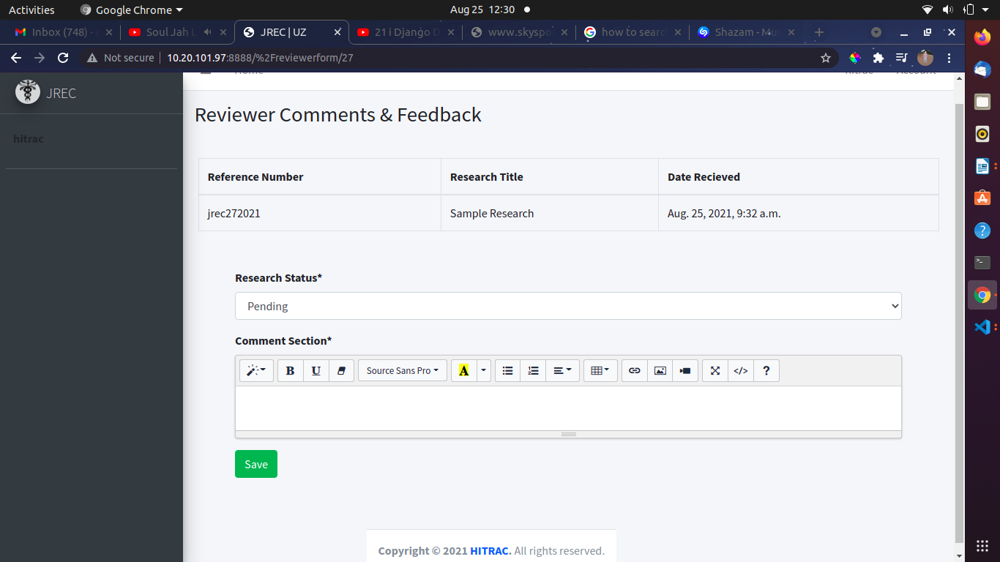 Activities Google Chrome Aug 25 12:30
Inbox (748) - Soul Jah L JREC | UZ 21 i Django D www.skyspo how to searc Shazam - Mu
Not secure 10.20.101.97:8888/%2Freviewerform/27
JREC
Home hitrac Account
hitrac
Reviewer Comments & Feedback
Reference Number Research Title Date Recieved
jrec272021 Sample Research Aug. 25, 2021, 9:32 a.m.
Research Status*
Pending
Comment Section*
B U Source Sans Pro A </> ?
Save
Copyright © 2021 HITRAC. All rights reserved.